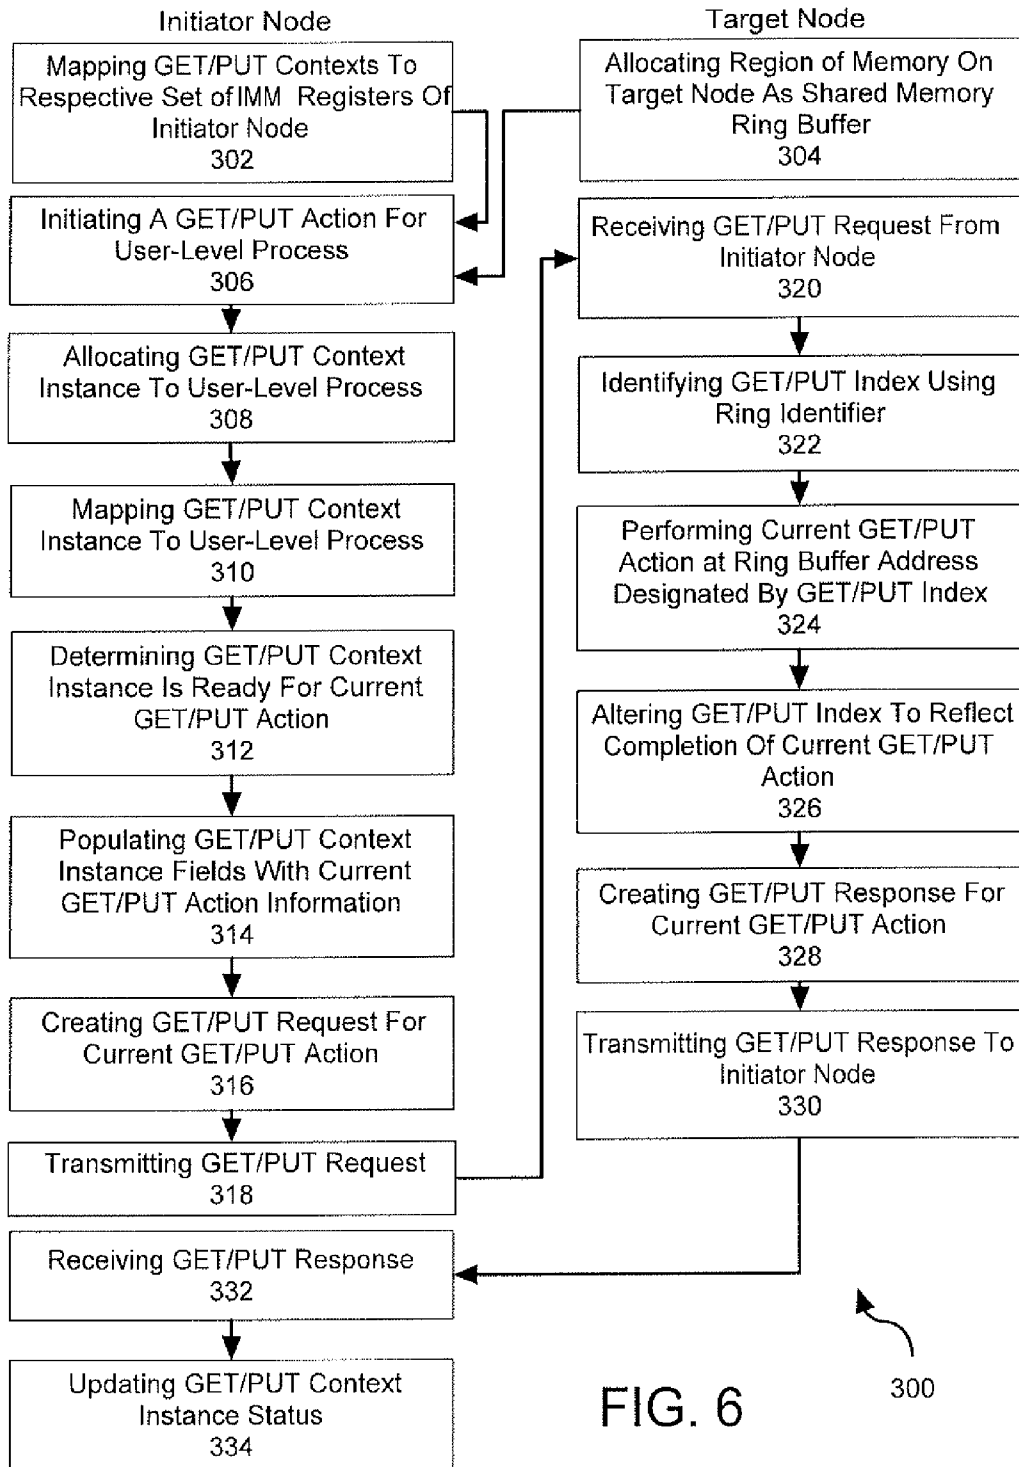 Initiator Node
Mapping GET/PUT Contexts To
Respective Set of IMM Registers Of
Initiator Node
302
Initiating A GET/PUT Action For
User-Level Process
306
Allocating GET/PUT Context
Instance To User-Level Process
308
Mapping GET/PUT Context
Instance To User-Level Process
310
Determining GET/PUT Context
Instance Is Ready For Current
GET/PUT Action
312
Populating GET/PUT Context
Instance Fields With Current
GET/PUT Action Information
314
Creating GET/PUT Request For
Current GET/PUT Action
316
Transmitting GET/PUT Request
318
Receiving GET/PUT Response
332
Updating GET/PUT Context
Instance Status
334
Target Node
Allocating Region of Memory On
Target Node As Shared Memory
Ring Buffer
304
Receiving GET/PUT Request From
Initiator Node
320
Identifying GET/PUT Index Using
Ring Identifier
322
Performing Current GET/PUT
Action at Ring Buffer Address
Designated By GET/PUT Index
324
Altering GET/PUT Index To Reflect
Completion Of Current GET/PUT
Action
326
Creating GET/PUT Response For
Current GET/PUT Action
328
Transmitting GET/PUT Response To
Initiator Node
330
FIG. 6
300